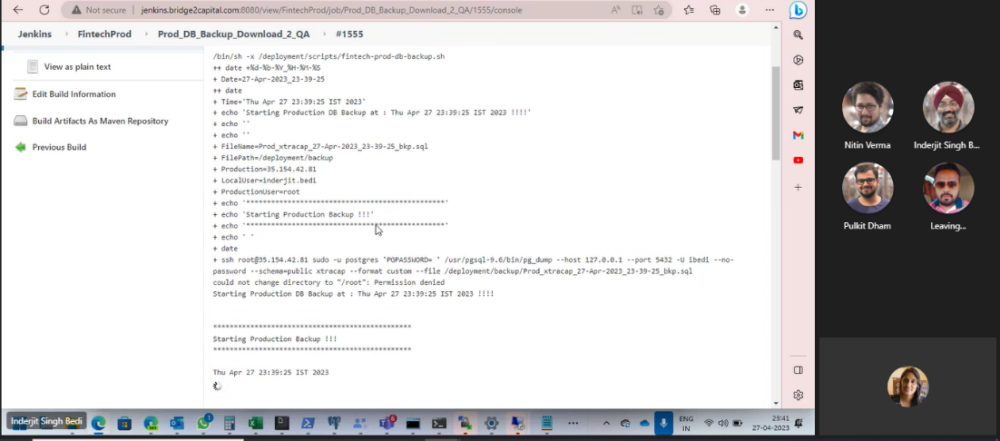 Not secure | jenkins.bridge2capital.com:8080/view/FintechProd/job/Prod_DB_Backup_Download_2_QA/1555/console
Jenkins
FintechProd
Prod_DB_Backup_Download_2_QA
#1555
View as plain text
Edit Build Information
Build Artifacts As Maven Repository
Previous Build
/bin/sh -x /deployment/scripts/fintech-prod-db-backup.sh
++ date +%d-%b-%Y_%H-%M-%S
+ Date=27-Apr-2023_23-39-25
++ date
+ Time='Thu Apr 27 23:39:25 IST 2023'
+ echo 'Starting Production DB Backup at : Thu Apr 27 23:39:25 IST 2023 !!!!'
+ echo ''
+ echo ''
+ FileName=Prod_xtracap_27-Apr-2023_23-39-25_bkp.sql
+ FilePath=/deployment/backup
+ Production=35.154.42.81
+ LocalUser=inderjit.bedi
+ ProductionUser=root
+ echo '************************************************'
+ echo 'Starting Production Backup !!!'
+ echo '************************************************'
+ echo ' '
+ date
+ ssh root@35.154.42.81 sudo -u postgres 'PGPASSWORD= ' /usr/pgsql-9.6/bin/pg_dump --host 127.0.0.1 --port 5432 -U ibedi --no-
password --schema=public xtracap --format custom --file /deployment/backup/Prod_xtracap_27-Apr-2023_23-39-25_bkp.sql
could not change directory to "/root": Permission denied
Starting Production DB Backup at : Thu Apr 27 23:39:25 IST 2023 !!!!
************************************************
Starting Production Backup !!!
************************************************
Thu Apr 27 23:39:25 IST 2023
Nitin Verma
Inderjit Singh B...
Pulkit Dham
Leaving...
Inderjit Singh Bedi
ENG
IN
23:41
27-04-2023